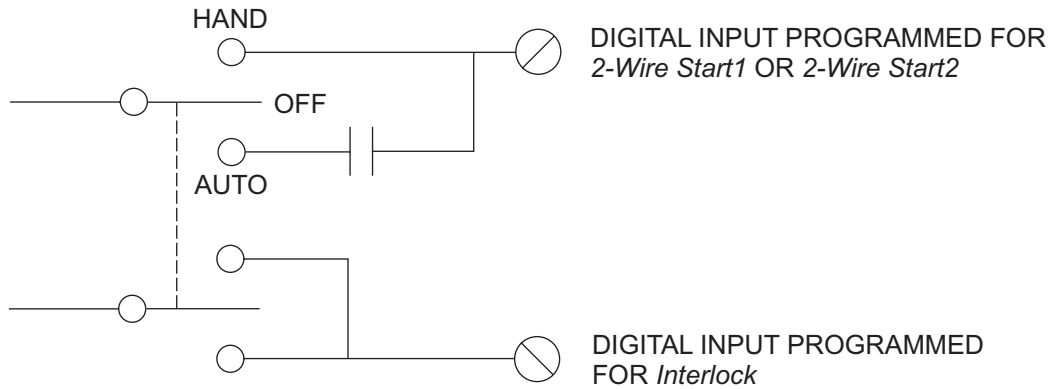 HAND
DIGITAL INPUT PROGRAMMED FOR
2-Wire Start1 OR 2-Wire Start2
OFF
AUTO
DIGITAL INPUT PROGRAMMED
FOR Interlock